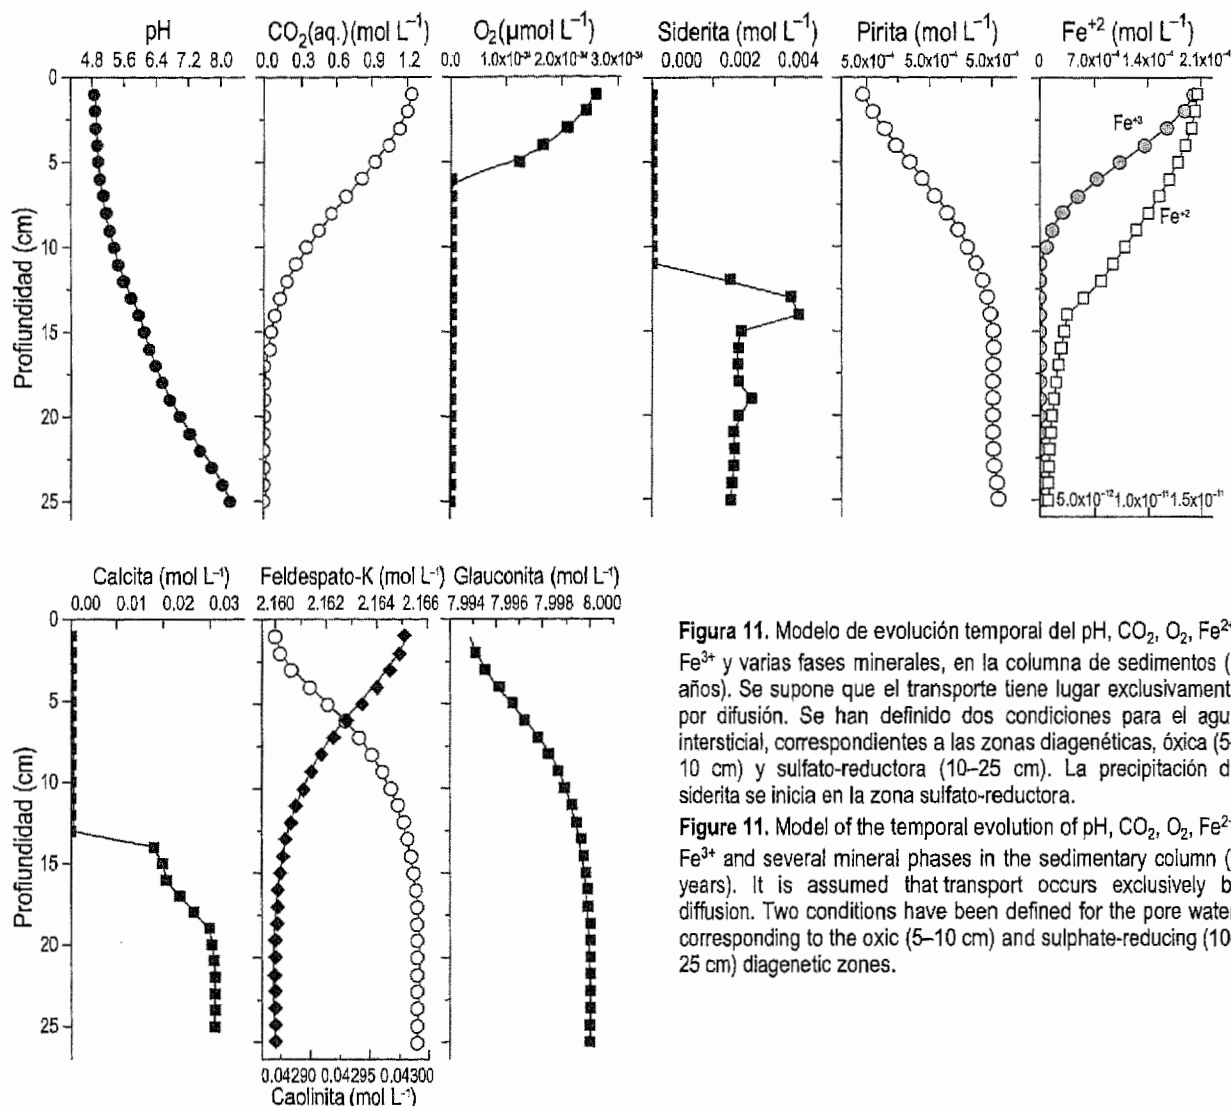 pH CO₂(aq.)(mol L⁻¹) O₂(µmol L⁻¹) Siderita (mol L⁻¹) Pirita (mol L⁻¹) Fe⁺² (mol L⁻¹)
4.8 5.6 6.4 7.2 8.0 0.0 0.3 0.6 0.9 1.2 0.0 1.0x10⁻³⁴ 2.0x10⁻³⁴ 3.0x10⁻³⁴ 0.000 0.002 0.004 5.0x10⁻⁴ 5.0x10⁻⁴ 5.0x10⁻⁴ 0 7.0x10⁻⁴ 1.4x10⁻¹ 2.1x10⁻¹
0
Fe⁺³
5
Fe⁺²
10
15
20
25
5.0x10⁻¹² 1.0x10⁻¹¹ 1.5x10⁻¹¹
Profiundidad (cm)
Calcita (mol L⁻¹) Feldespato-K (mol L⁻¹) Glauconita (mol L⁻¹)
0.00 0.01 0.02 0.03 2.160 2.162 2.164 2.166 7.994 7.996 7.998 8.000
0
5
10
15
20
25
Profiundidad (cm)
0.04290 0.04295 0.04300
Caolinita (mol L⁻¹)
Figura 11. Modelo de evolución temporal del pH, CO₂, O₂, Fe²⁺
Fe³⁺ y varias fases minerales, en la columna de sedimentos (
años). Se supone que el transporte tiene lugar exclusivament
por difusión. Se han definido dos condiciones para el agu
intersticial, correspondientes a las zonas diagenéticas, óxica (5–
10 cm) y sulfato-reductora (10–25 cm). La precipitación d
siderita se inicia en la zona sulfato-reductora.
Figure 11. Model of the temporal evolution of pH, CO₂, O₂, Fe²⁺
Fe³⁺ and several mineral phases in the sedimentary column (
years). It is assumed that transport occurs exclusively b
diffusion. Two conditions have been defined for the pore water
corresponding to the oxic (5–10 cm) and sulphate-reducing (10–
25 cm) diagenetic zones.